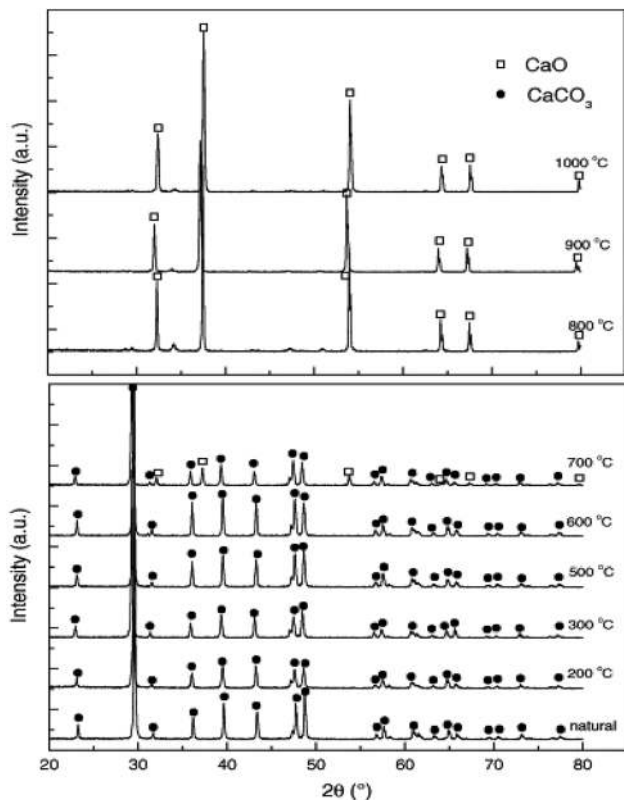 Intensity (a.u.)
CaO
CaCO₃
1000 °C
900 °C
800 °C
Intensity (a.u.)
700 °C
600 °C
500 °C
300 °C
200 °C
natural
20 30 40 50 60 70 80
2θ (°)